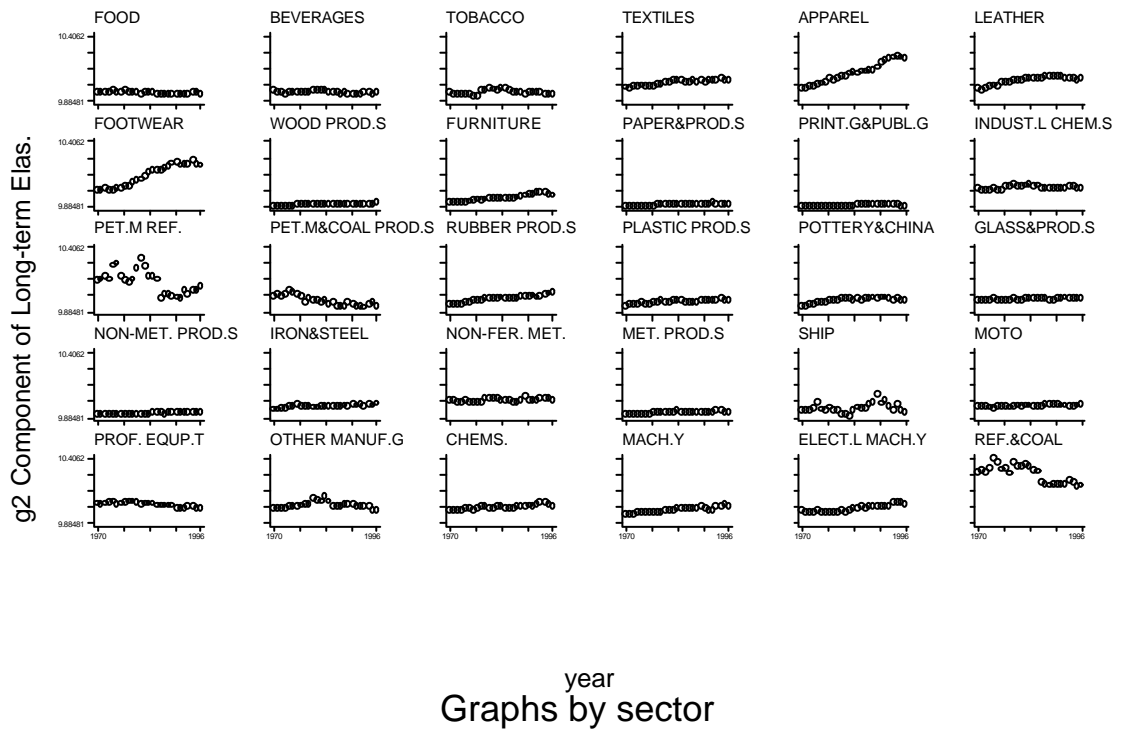 FOOD BEVERAGES TOBACCO TEXTILES APPAREL LEATHER
10.4062
9.88481
FOOTWEAR WOOD PROD.S FURNITURE PAPER&PROD.S PRINT.G&PUBL.G INDUST.L CHEM.S
10.4062
9.88481
PET.M REF. PET.M&COAL PROD.S RUBBER PROD.S PLASTIC PROD.S POTTERY&CHINA GLASS&PROD.S
10.4062
9.88481
NON-MET. PROD.S IRON&STEEL NON-FER. MET. MET. PROD.S SHIP MOTO
10.4062
9.88481
PROF. EQUP.T OTHER MANUF.G CHEMS. MACH.Y ELECT.L MACH.Y REF.&COAL
10.4062
9.88481
1970 1996 1970 1996 1970 1996 1970 1996 1970 1996 1970 1996
g2 Component of Long-term Elas.
year
Graphs by sector